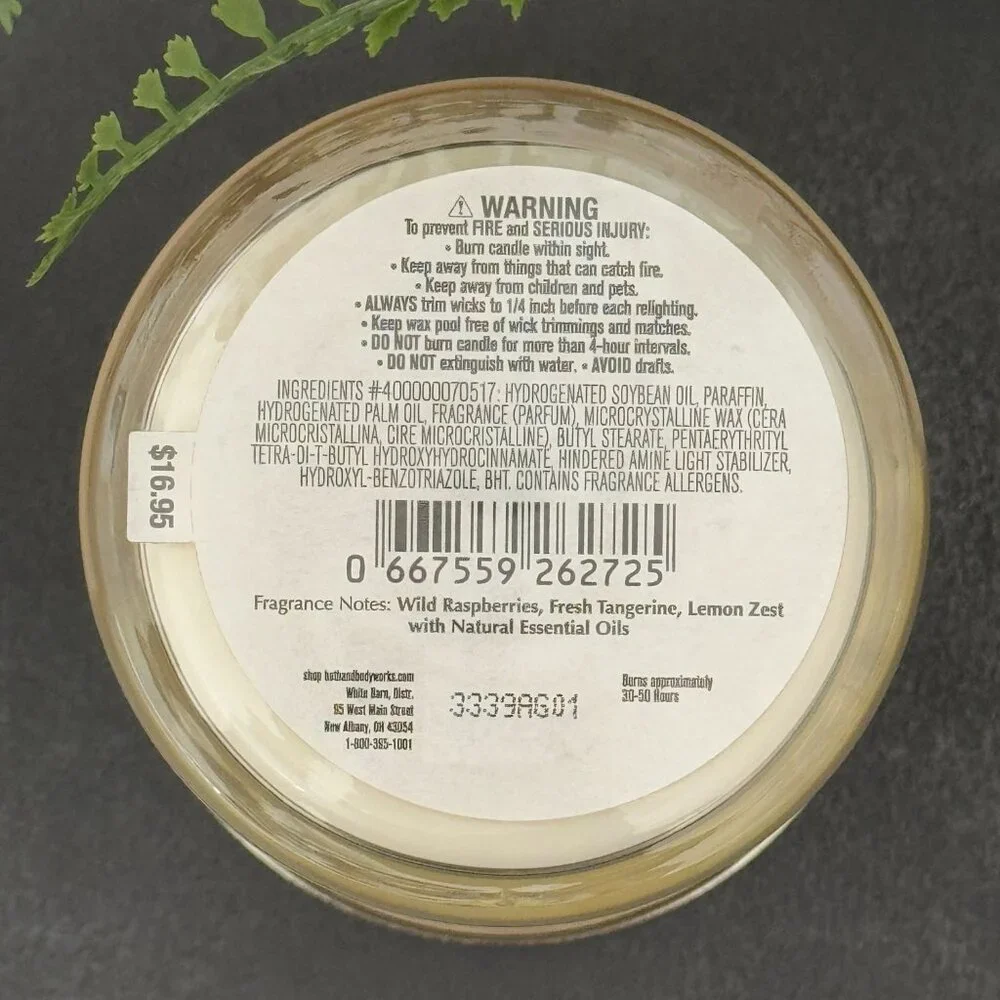 ⚠ WARNING
To prevent FIRE and SERIOUS INJURY:
• Burn candle within sight.
• Keep away from things that can catch fire.
• Keep away from children and pets.
• ALWAYS trim wicks to 1/4 inch before each relighting.
• Keep wax pool free of wick trimmings and matches.
• DO NOT burn candle for more than 4-hour intervals.
• DO NOT extinguish with water. • AVOID drafts.
INGREDIENTS #400000070517: HYDROGENATED SOYBEAN OIL, PARAFFIN,
HYDROGENATED PALM OIL, FRAGRANCE (PARFUM), MICROCRYSTALLINE WAX (CERA
MICROCRISTALLINA, CIRE MICROCRISTALLINE), BUTYL STEARATE, PENTAERYTHRITYL
TETRA-DI-T-BUTYL HYDROXYHYDROCINNAMATE, HINDERED AMINE LIGHT STABILIZER,
HYDROXYL-BENZOTRIAZOLE, BHT. CONTAINS FRAGRANCE ALLERGENS.
$16.95
0 667559 262725
Fragrance Notes: Wild Raspberries, Fresh Tangerine, Lemon Zest
with Natural Essential Oils
shop bathandbodyworks.com
White Barn, Distr.
95 West Main Street
New Albany, OH 43054
1-800-395-1001
3339AG01
Burns approximately
30-50 Hours